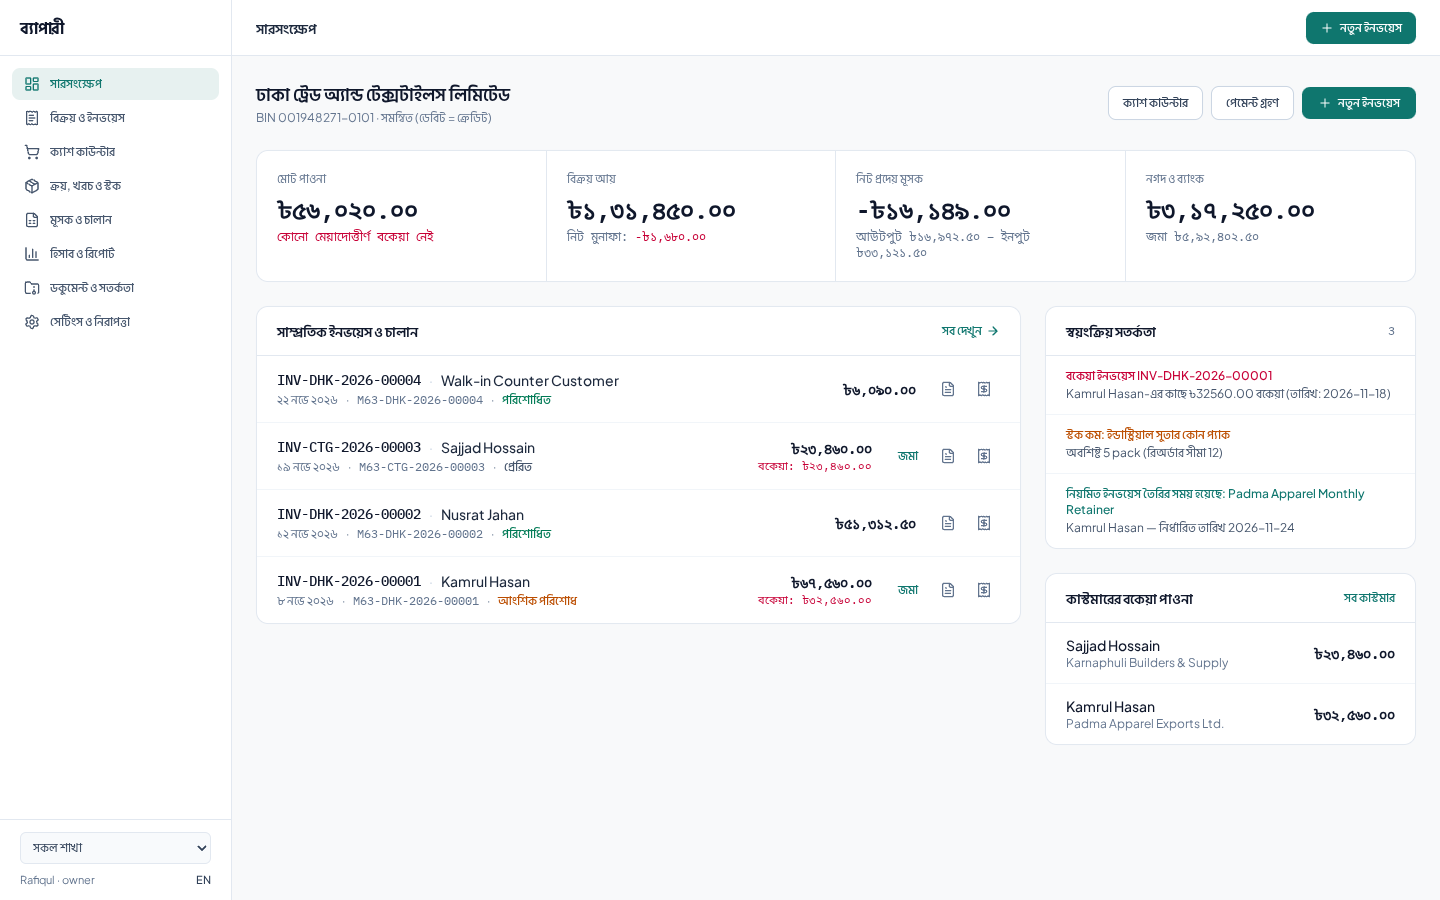 ব্যাপারী
সারসংক্ষেপ
নতুন ইনভয়েস
সারসংক্ষেপ
বিক্রয় ও ইনভয়েস
ক্যাশ কাউন্টার
ক্রয়, খরচ ও স্টক
মূসক ও চালান
হিসাব ও রিপোর্ট
ডকুমেন্ট ও সতর্কতা
সেটিংস ও নিরাপত্তা
সকল শাখা
Rafiqul · owner
EN
ঢাকা ট্রেড অ্যান্ড টেক্সটাইলস লিমিটেড
BIN 001948271-0101 · সমন্বিত (ডেবিট = ক্রেডিট)
ক্যাশ কাউন্টার
পেমেন্ট গ্রহণ
নতুন ইনভয়েস
মোট পাওনা
৳৫৬,০২০.০০
কোনো মেয়াদোত্তীর্ণ বকেয়া নেই
বিক্রয় আয়
৳১,৩১,৪৫০.০০
নিট মুনাফা: -৳১,৬৮০.০০
নিট প্রদেয় মূসক
-৳১৬,১৪৯.০০
আউটপুট ৳১৬,৯৭২.৫০ − ইনপুট
৳৩৩,১২১.৫০
নগদ ও ব্যাংক
৳৩,১৭,২৫০.০০
জমা ৳৫,৯২,৪০২.৫০
সাম্প্রতিক ইনভয়েস ও চালান
সব দেখুন →
INV-DHK-2026-00004 · Walk-in Counter Customer
৳৬,০৯০.০০
২২ নভে ২০২৬ · M63-DHK-2026-00004 · পরিশোধিত
INV-CTG-2026-00003 · Sajjad Hossain
৳২৩,৪৬০.০০
জমা
১৯ নভে ২০২৬ · M63-CTG-2026-00003 · প্রেরিত
বকেয়া: ৳২৩,৪৬০.০০
INV-DHK-2026-00002 · Nusrat Jahan
৳৫১,৩১২.৫০
১২ নভে ২০২৬ · M63-DHK-2026-00002 · পরিশোধিত
INV-DHK-2026-00001 · Kamrul Hasan
৳৬৭,৫৬০.০০
জমা
৮ নভে ২০২৬ · M63-DHK-2026-00001 · আংশিক পরিশোধ
বকেয়া: ৳৩২,৫৬০.০০
স্বয়ংক্রিয় সতর্কতা
3
বকেয়া ইনভয়েস INV-DHK-2026-00001
Kamrul Hasan-এর কাছে ৳32560.00 বকেয়া (তারিখ: 2026-11-18)
স্টক কম: ইন্ডাস্ট্রিয়াল সুতার কোন প্যাক
অবশিষ্ট 5 pack (রিঅর্ডার সীমা 12)
নিয়মিত ইনভয়েস তৈরির সময় হয়েছে: Padma Apparel Monthly
Retainer
Kamrul Hasan — নির্ধারিত তারিখ 2026-11-24
কাস্টমারের বকেয়া পাওনা
সব কাস্টমার
Sajjad Hossain
৳২৩,৪৬০.০০
Karnaphuli Builders & Supply
Kamrul Hasan
৳৩২,৫৬০.০০
Padma Apparel Exports Ltd.